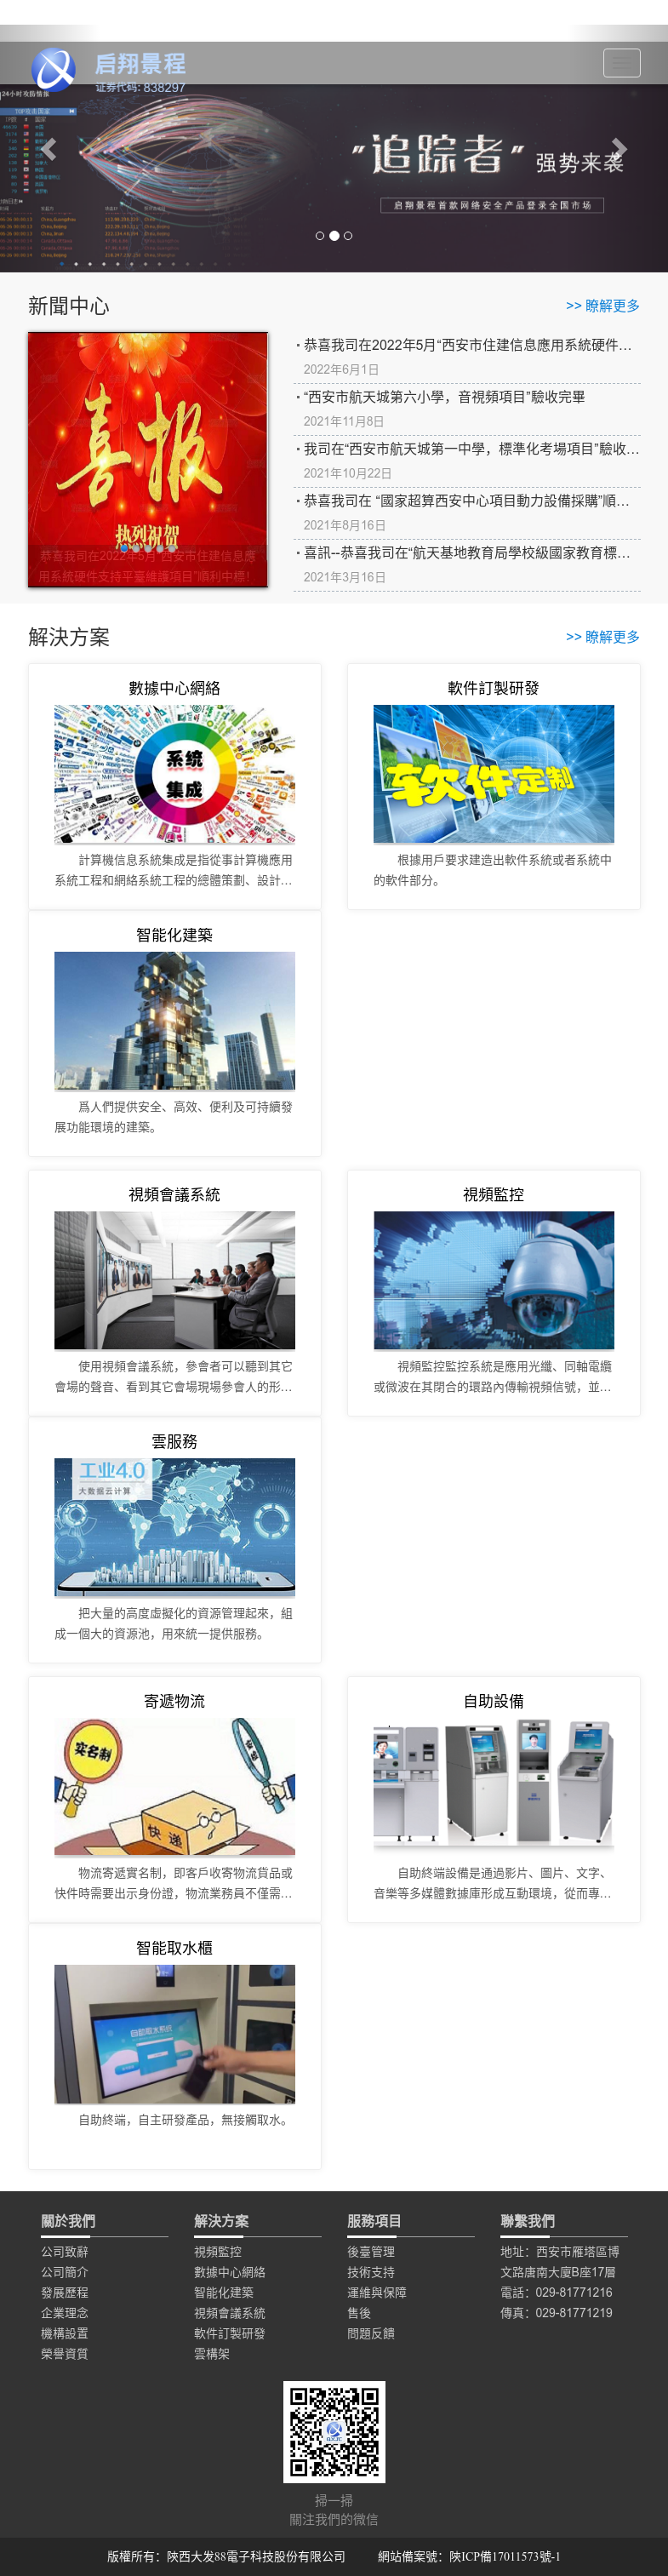 启翔景程
证券代码: 838297
24小时攻防情报
TOP攻击国家
“追踪者” 强势来袭
启翔景程首款网络安全产品登录全国市场
新聞中心
>> 瞭解更多
喜报
热烈祝贺
恭喜我司在2022年5月“西安市住建信息應
用系統硬件支持平臺維護項目”順利中標!
恭喜我司在2022年5月“西安市住建信息應用系統硬件…
2022年6月1日
“西安市航天城第六小學，音視頻項目”驗收完畢
2021年11月8日
我司在“西安市航天城第一中學，標準化考場項目”驗收…
2021年10月22日
恭喜我司在 “國家超算西安中心項目動力設備採購”順…
2021年8月16日
喜訊--恭喜我司在“航天基地教育局學校級國家教育標…
2021年3月16日
解決方案
>> 瞭解更多
數據中心網絡
系统
集成
計算機信息系統集成是指從事計算機應用
系統工程和網絡系統工程的總體策劃、設計…
軟件訂製研發
软件定制
根據用戶要求建造出軟件系統或者系統中
的軟件部分。
智能化建築
爲人們提供安全、高效、便利及可持續發
展功能環境的建築。
視頻會議系統
使用視頻會議系統，參會者可以聽到其它
會場的聲音、看到其它會場現場參會人的形…
視頻監控
視頻監控監控系統是應用光纖、同軸電纜
或微波在其閉合的環路內傳輸視頻信號，並…
雲服務
工业4.0
大数据云计算
把大量的高度虛擬化的資源管理起來，組
成一個大的資源池，用來統一提供服務。
寄遞物流
实名制
快递
物流寄遞實名制，即客戶收寄物流貨品或
快件時需要出示身份證，物流業務員不僅需…
自助設備
自助終端設備是通過影片、圖片、文字、
音樂等多媒體數據庫形成互動環境，從而專…
智能取水櫃
自助取水系统
自助終端，自主研發產品，無接觸取水。
關於我們
公司致辭
公司簡介
發展歷程
企業理念
機構設置
榮譽資質
解決方案
視頻監控
數據中心網絡
智能化建築
視頻會議系統
軟件訂製研發
雲構架
服務項目
後臺管理
技術支持
運維與保障
售後
問題反饋
聯繫我們
地址：西安市雁塔區博
文路唐南大廈B座17層
電話：029-81771216
傳真：029-81771219
掃一掃
關注我們的微信
版權所有：陝西大发88電子科技股份有限公司 網站備案號：陝ICP備17011573號-1